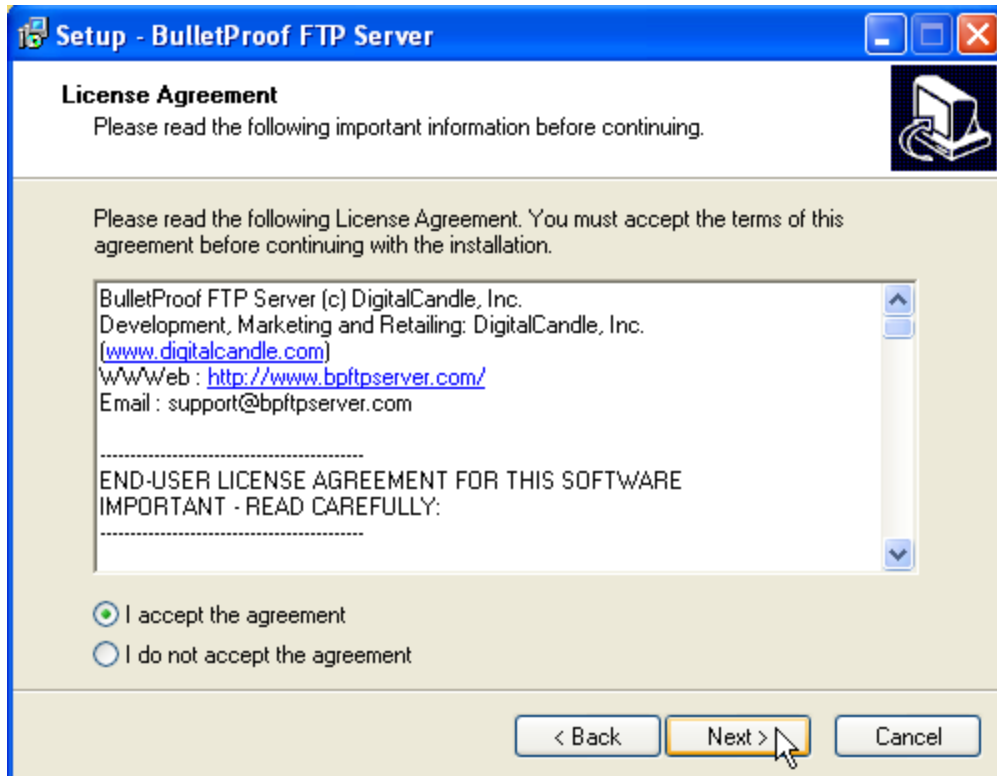 Setup - BulletProof FTP Server
License Agreement
Please read the following important information before continuing.
Please read the following License Agreement. You must accept the terms of this
agreement before continuing with the installation.
BulletProof FTP Server (c) DigitalCandle, Inc.
Development, Marketing and Retailing: DigitalCandle, Inc.
(www.digitalcandle.com)
WWWeb : http://www.bpftpserver.com/
Email : support@bpftpserver.com
--------------------------------------------
END-USER LICENSE AGREEMENT FOR THIS SOFTWARE
IMPORTANT - READ CAREFULLY:
--------------------------------------------
I accept the agreement
I do not accept the agreement
< Back Next > Cancel